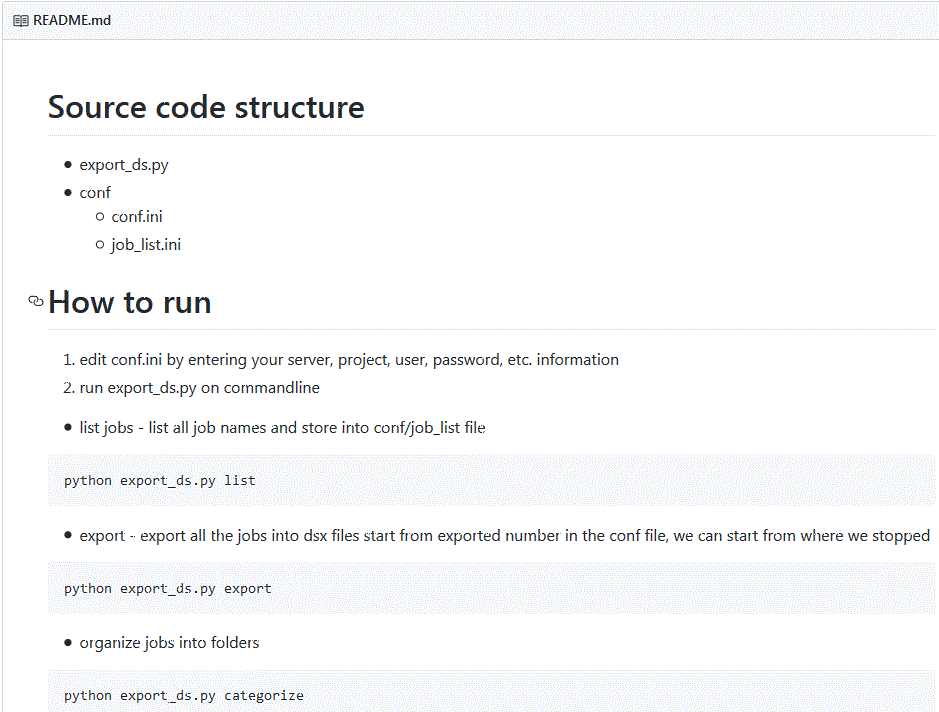 README.md
Source code structure
export_ds.py
conf
conf.ini
job_list.ini
How to run
1. edit conf.ini by entering your server, project, user, password, etc. information
2. run export_ds.py on commandline
list jobs - list all job names and store into conf/job_list file
python export_ds.py list
export - export all the jobs into dsx files start from exported number in the conf file, we can start from where we stopped
python export_ds.py export
organize jobs into folders
python export_ds.py categorize